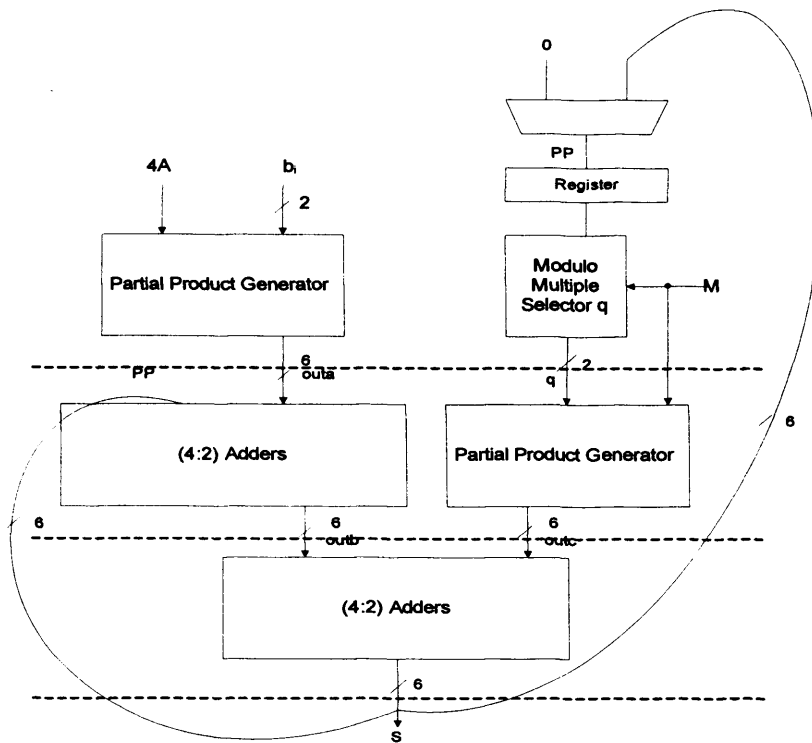 0
PP
Register
4A
bᵢ
2
Partial Product Generator
Modulo
Multiple
Selector q
M
PP
6
outa
2
q
(4:2) Adders
Partial Product Generator
6
6
6
outb
6
outc
(4:2) Adders
6
S